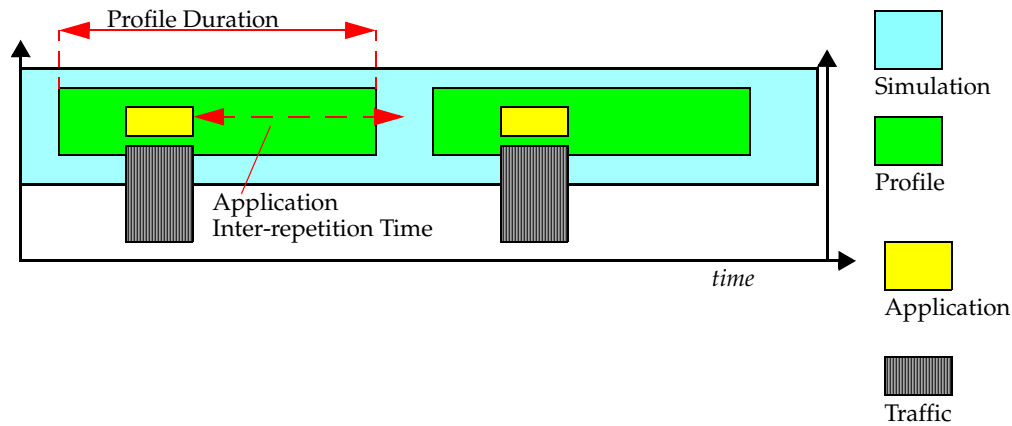 Profile Duration
Simulation
Profile
Application
Inter-repetition Time
time
Application
Traffic